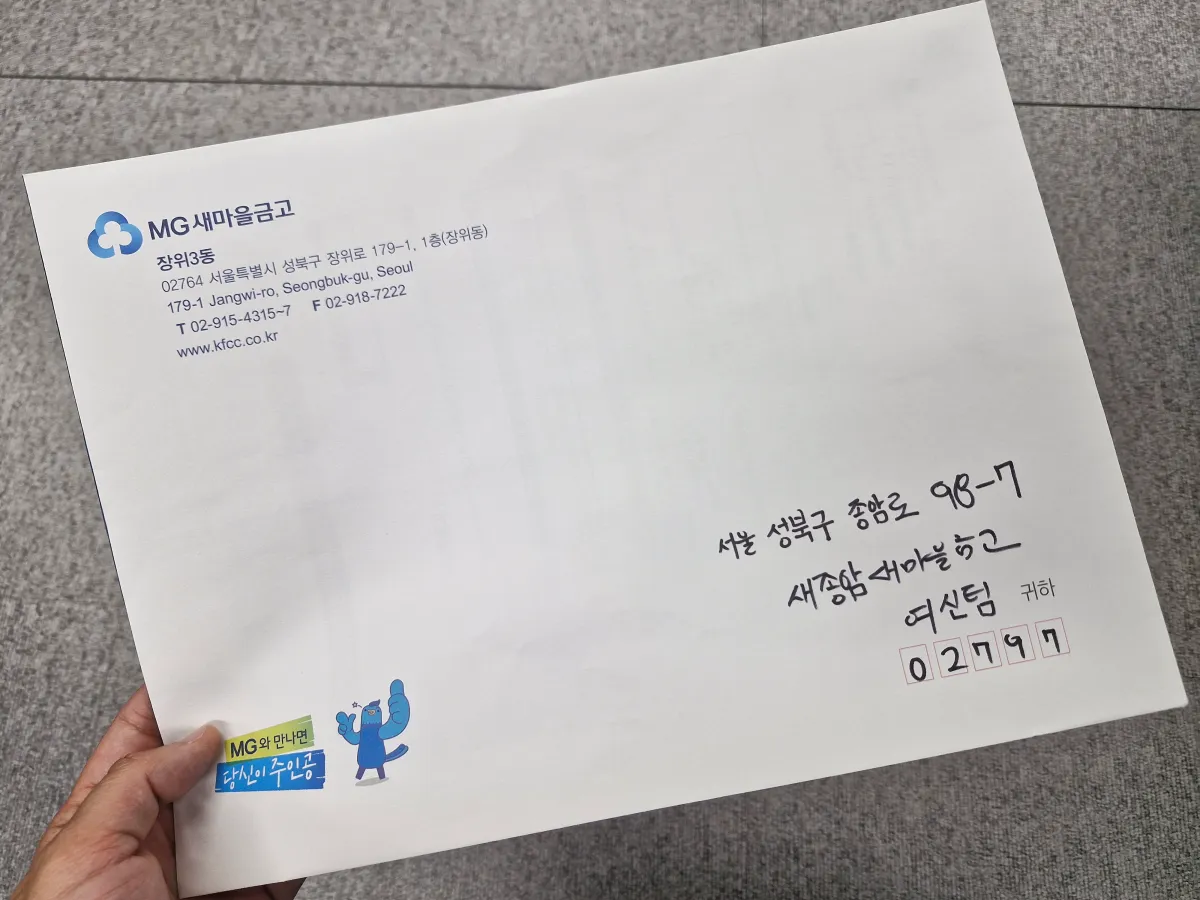 MG새마을금고
장위3동
02764 서울특별시 성북구 장위로 179-1, 1층(장위동)
179-1 Jangwi-ro, Seongbuk-gu, Seoul
T 02-915-4315~7 F 02-918-7222
www.kfcc.co.kr
서울 성북구 종암로 98-7
새종암새마을금고
여신팀 귀하
02797
MG와 만나면
당신이 주인공